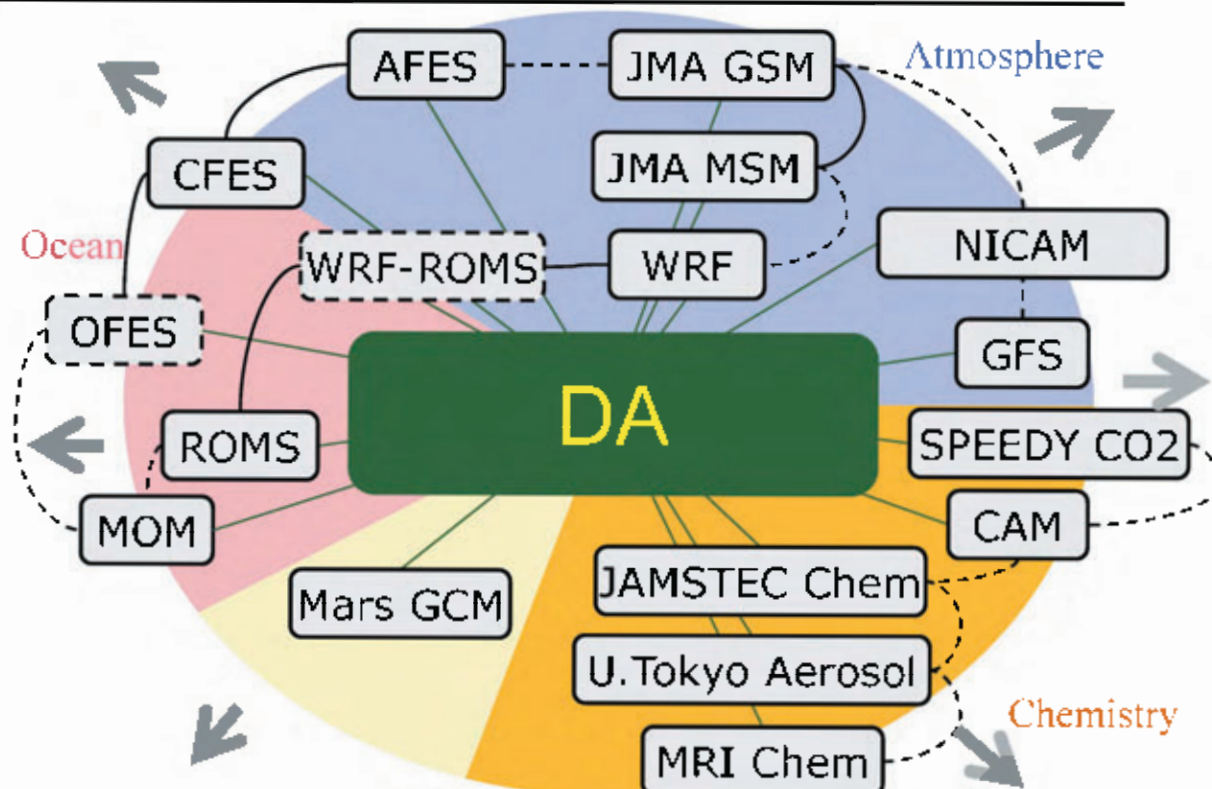 AFES
JMA GSM
Atmosphere
CFES
JMA MSM
Ocean
WRF-ROMS
WRF
NICAM
OFES
GFS
DA
ROMS
SPEEDY CO2
MOM
CAM
Mars GCM
JAMSTEC Chem
U.Tokyo Aerosol
Chemistry
MRI Chem